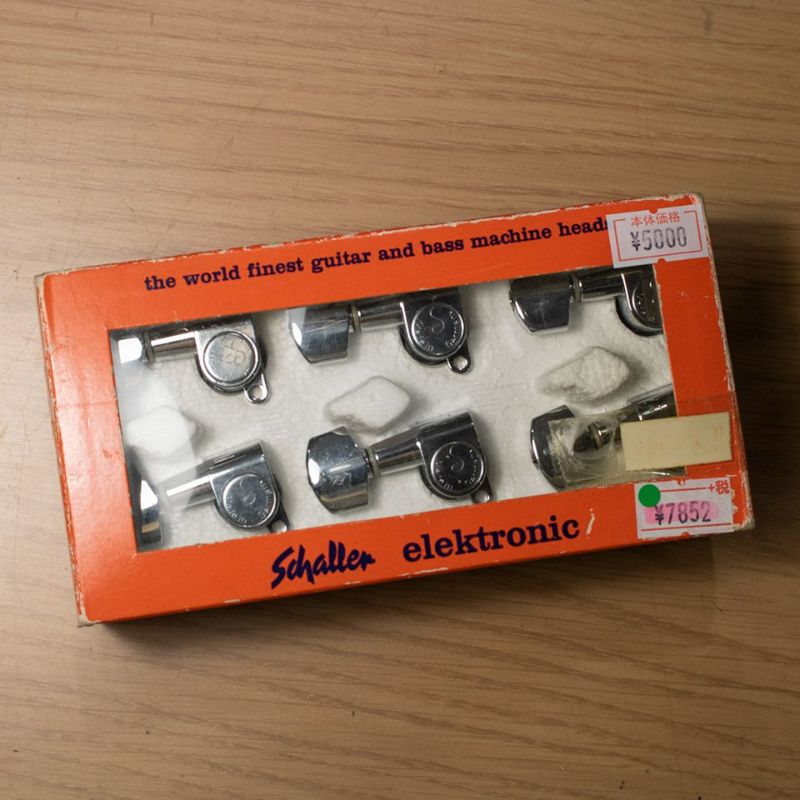 the world finest guitar and bass machine heads
本体価格
¥5000
+税
¥7852
Schaller elektronic